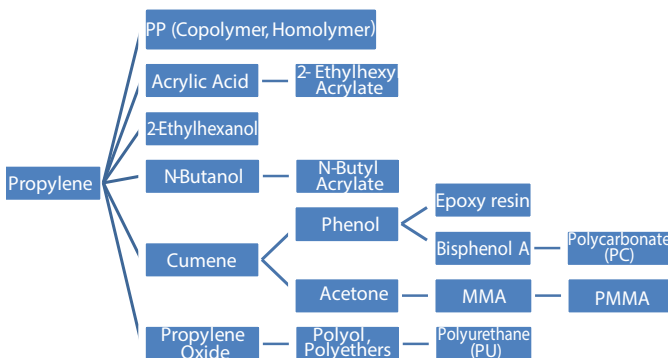 PP (Copolymer, Homolymer)
Acrylic Acid
2- Ethylhexyl
Acrylate
2-Ethylhexanol
Propylene
N-Butanol
N-Butyl
Acrylate
Epoxy resin
Phenol
Bisphenol A
Polycarbonate
(PC)
Cumene
Acetone
MMA
PMMA
Propylene
Oxide
Polyol,
Polyethers
Polyurethane
(PU)